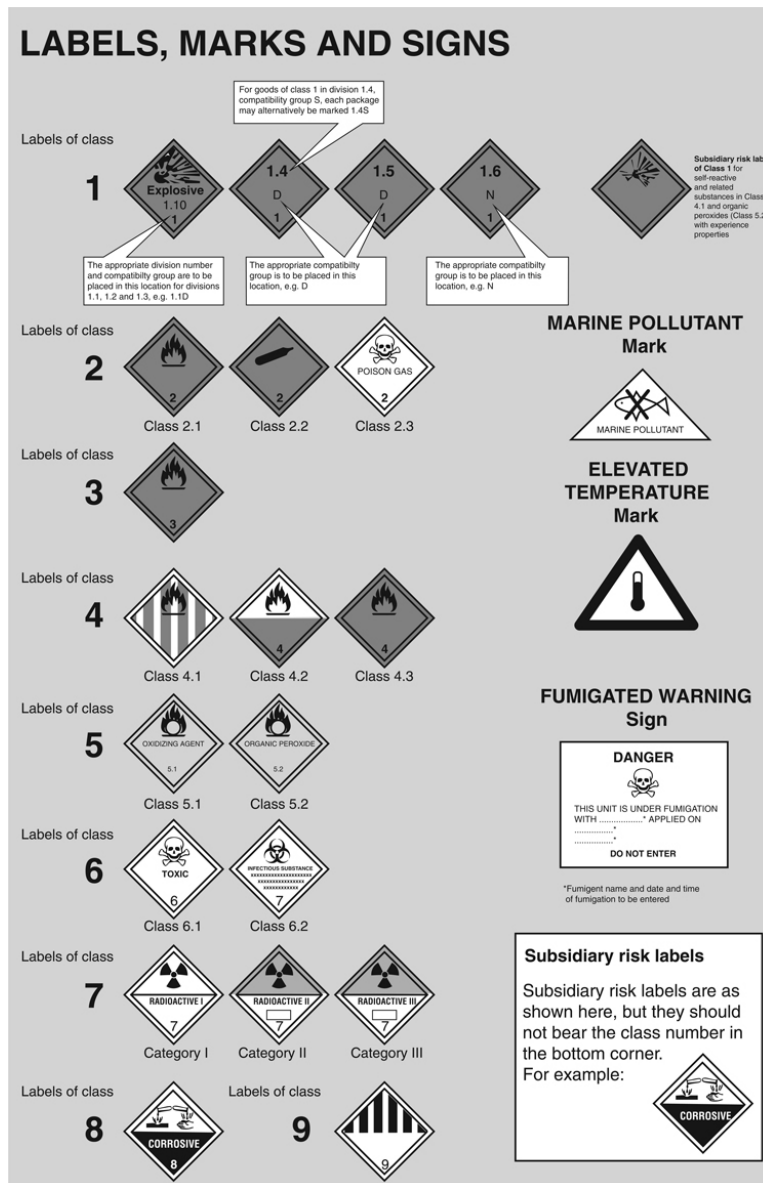 LABELS, MARKS AND SIGNS
For goods of class 1 in division 1.4,
compatibility group S, each package
may alternatively be marked 1.4S
Labels of class
1
Explosive
1.10
1
1.4
D
1
1.5
D
1
1.6
N
1
Subsidiary risk lab
of Class 1 for
self-reactive
and related
substances in Class
4.1 and organic
peroxides (Class 5.2
with experience
properties
The appropriate division number
and compatibilty group are to be
placed in this location for divisions
1.1, 1.2 and 1.3, e.g. 1.1D
The appropriate compatibilty
group is to be placed in this
location, e.g. D
The appropriate compatibilty
group is to be placed in this
location, e.g. N
Labels of class
2
2
Class 2.1
2
Class 2.2
POISON GAS
2
Class 2.3
MARINE POLLUTANT
Mark
MARINE POLLUTANT
Labels of class
3
3
ELEVATED
TEMPERATURE
Mark
Labels of class
4
Class 4.1
4
Class 4.2
4
Class 4.3
Labels of class
5
OXIDIZING AGENT
5.1
Class 5.1
ORGANIC PEROXIDE
5.2
Class 5.2
FUMIGATED WARNING
Sign
DANGER
THIS UNIT IS UNDER FUMIGATION
WITH ..................* APPLIED ON
................*
................*
DO NOT ENTER
*Fumigent name and date and time
of fumigation to be entered
Labels of class
6
TOXIC
6
Class 6.1
INFECTIOUS SUBSTANCE
xxxxxxxxxxxxxxxxxxxxx
xxxxxxxxxxxxxxxx
xxxxxxxxxxxx
7
Class 6.2
Labels of class
7
RADIOACTIVE I
7
Category I
RADIOACTIVE II
7
Category II
RADIOACTIVE III
7
Category III
Subsidiary risk labels
Subsidiary risk labels are as
shown here, but they should
not bear the class number in
the bottom corner.
For example:
CORROSIVE
Labels of class
8
CORROSIVE
8
Labels of class
9
9